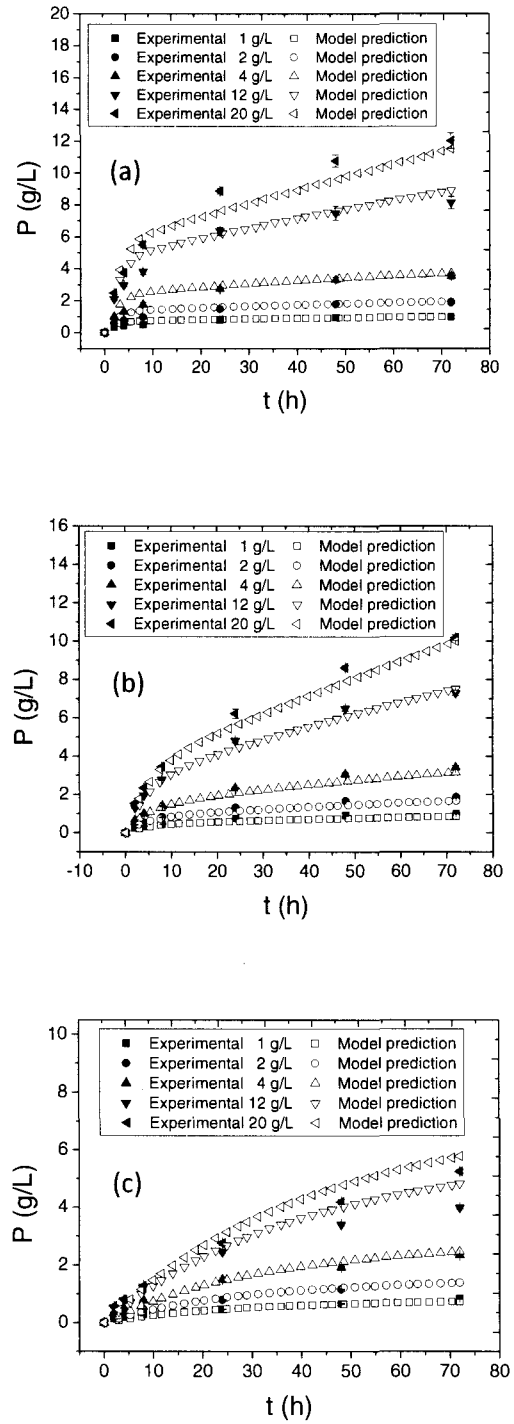 20
18
16
14
12
10
8
6
4
2
0
P (g/L)
Experimental 1 g/L Model prediction
Experimental 2 g/L Model prediction
Experimental 4 g/L Model prediction
Experimental 12 g/L Model prediction
Experimental 20 g/L Model prediction
(a)
0 10 20 30 40 50 60 70 80
t (h)
16
14
12
10
8
6
4
2
0
P (g/L)
Experimental 1 g/L Model prediction
Experimental 2 g/L Model prediction
Experimental 4 g/L Model prediction
Experimental 12 g/L Model prediction
Experimental 20 g/L Model prediction
(b)
-10 0 10 20 30 40 50 60 70 80
t (h)
10
8
6
4
2
0
P (g/L)
Experimental 1 g/L Model prediction
Experimental 2 g/L Model prediction
Experimental 4 g/L Model prediction
Experimental 12 g/L Model prediction
Experimental 20 g/L Model prediction
(c)
0 10 20 30 40 50 60 70 80
t (h)